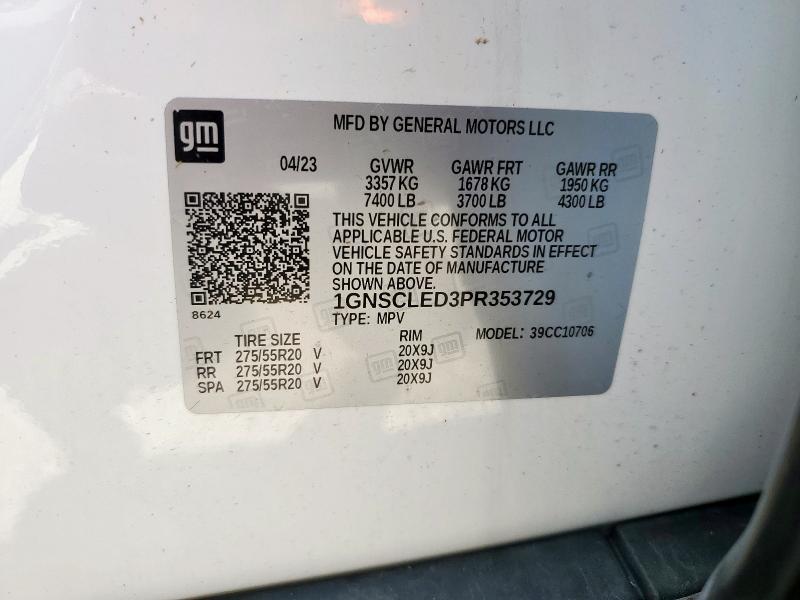 gm
MFD BY GENERAL MOTORS LLC
04/23 GVWR GAWR FRT GAWR RR
3357 KG 1678 KG 1950 KG
7400 LB 3700 LB 4300 LB
THIS VEHICLE CONFORMS TO ALL
APPLICABLE U.S. FEDERAL MOTOR
VEHICLE SAFETY STANDARDS IN EFFECT
ON THE DATE OF MANUFACTURE
SHOWN ABOVE.
8624
1GNSCLED3PR353729
TYPE: MPV MODEL: 39CC10706
TIRE SIZE RIM
FRT 275/55R20 V 20X9J
RR 275/55R20 V 20X9J
SPA 275/55R20 V 20X9J